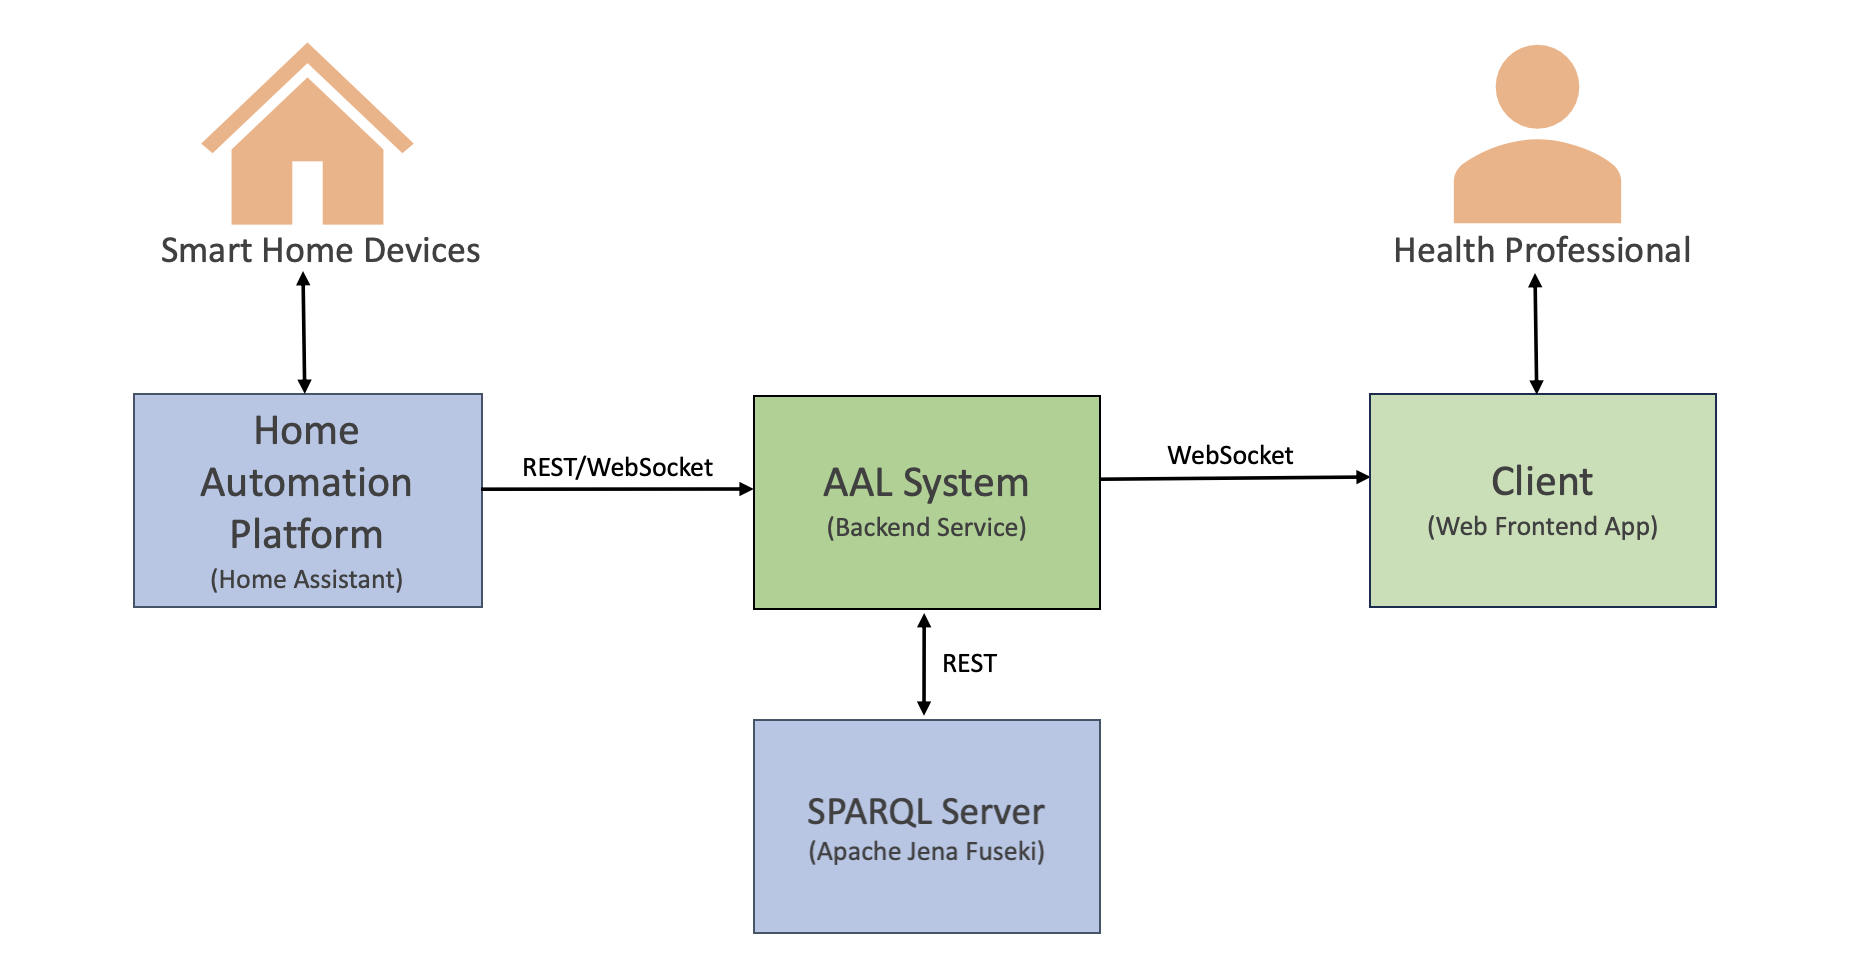 Smart Home Devices
Health Professional
Home
Automation
Platform
(Home Assistant)
REST/WebSocket
AAL System
(Backend Service)
WebSocket
Client
(Web Frontend App)
REST
SPARQL Server
(Apache Jena Fuseki)